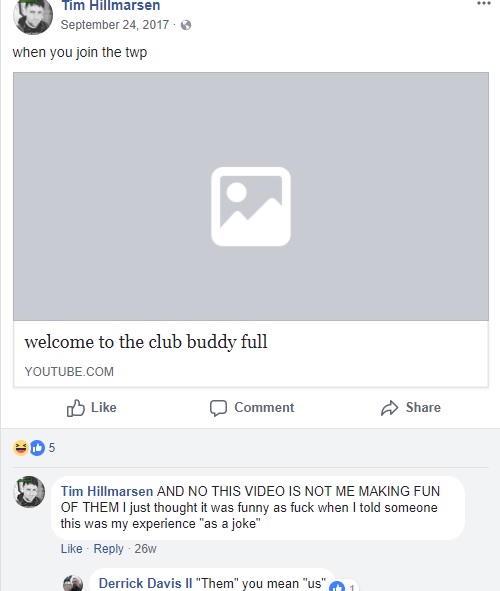 Tim Hillmarsen
September 24, 2017 ·
when you join the twp
welcome to the club buddy full
YOUTUBE.COM
Like Comment Share
5
Tim Hillmarsen AND NO THIS VIDEO IS NOT ME MAKING FUN
OF THEM I just thought it was funny as fuck when I told someone
this was my experience "as a joke"
Like · Reply · 26w
Derrick Davis II "Them" you mean "us"
1